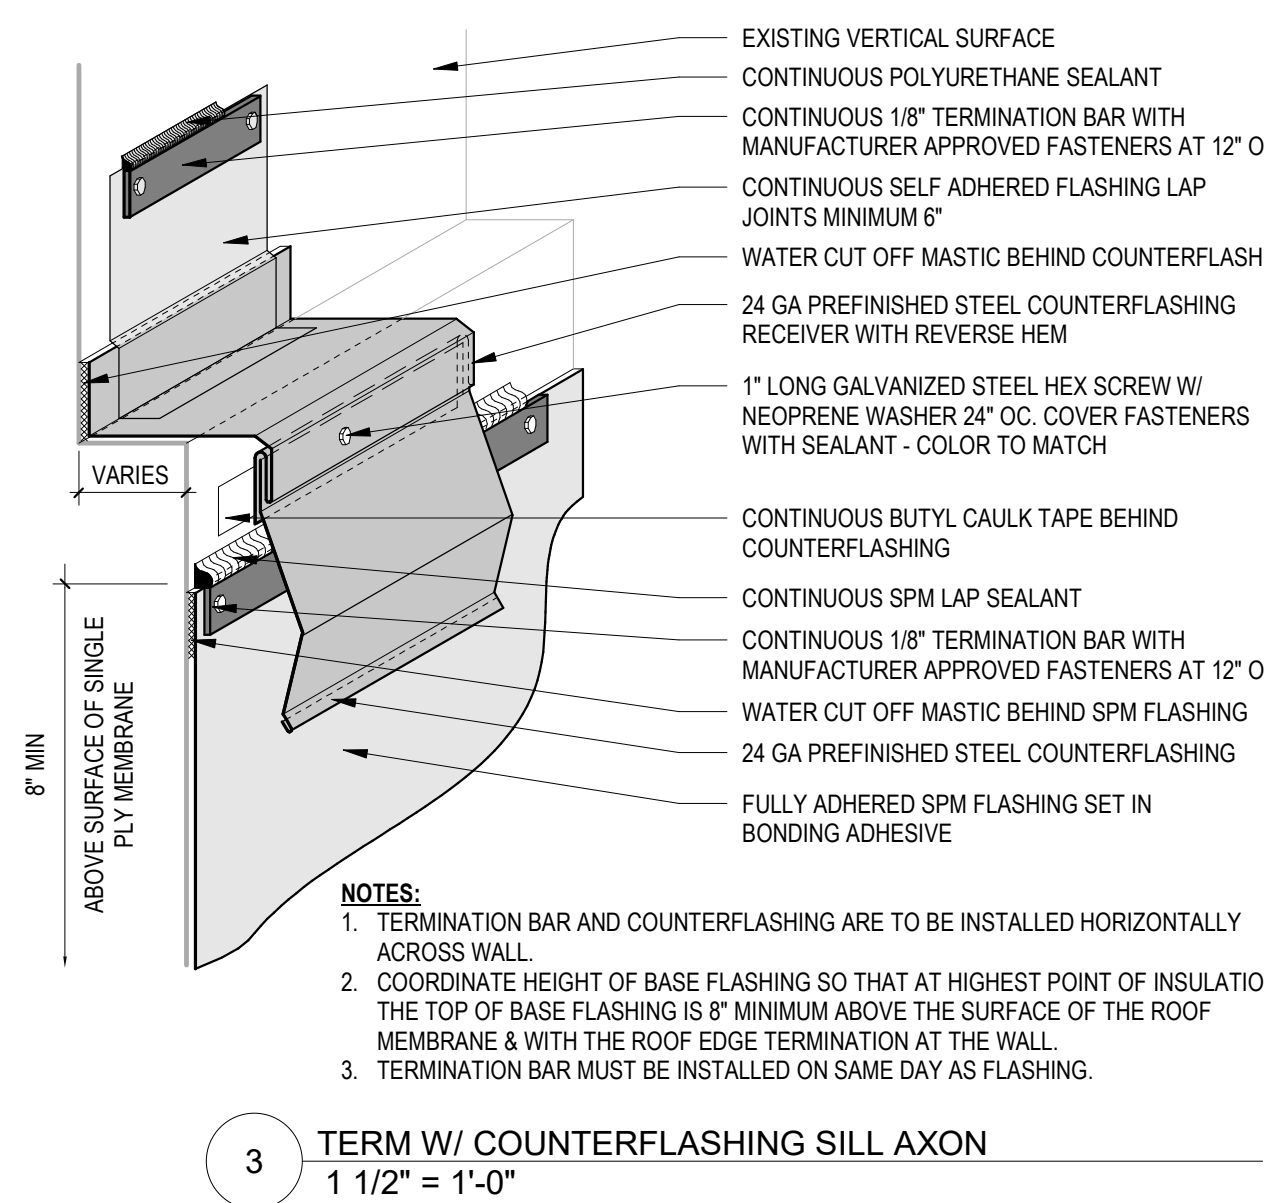 EXISTING VERTICAL SURFACE
CONTINUOUS POLYURETHANE SEALANT
CONTINUOUS 1/8" TERMINATION BAR WITH
MANUFACTURER APPROVED FASTENERS AT 12" O
CONTINUOUS SELF ADHERED FLASHING LAP
JOINTS MINIMUM 6"
WATER CUT OFF MASTIC BEHIND COUNTERFLASH
24 GA PREFINISHED STEEL COUNTERFLASHING
RECEIVER WITH REVERSE HEM
1" LONG GALVANIZED STEEL HEX SCREW W/
NEOPRENE WASHER 24" OC. COVER FASTENERS
WITH SEALANT - COLOR TO MATCH
CONTINUOUS BUTYL CAULK TAPE BEHIND
COUNTERFLASHING
CONTINUOUS SPM LAP SEALANT
CONTINUOUS 1/8" TERMINATION BAR WITH
MANUFACTURER APPROVED FASTENERS AT 12" O
WATER CUT OFF MASTIC BEHIND SPM FLASHING
24 GA PREFINISHED STEEL COUNTERFLASHING
FULLY ADHERED SPM FLASHING SET IN
BONDING ADHESIVE
VARIES
8" MIN
ABOVE SURFACE OF SINGLE
PLY MEMBRANE
NOTES:
1. TERMINATION BAR AND COUNTERFLASHING ARE TO BE INSTALLED HORIZONTALLY
ACROSS WALL.
2. COORDINATE HEIGHT OF BASE FLASHING SO THAT AT HIGHEST POINT OF INSULATIO
THE TOP OF BASE FLASHING IS 8" MINIMUM ABOVE THE SURFACE OF THE ROOF
MEMBRANE & WITH THE ROOF EDGE TERMINATION AT THE WALL.
3. TERMINATION BAR MUST BE INSTALLED ON SAME DAY AS FLASHING.
3
TERM W/ COUNTERFLASHING SILL AXON
1 1/2" = 1'-0"